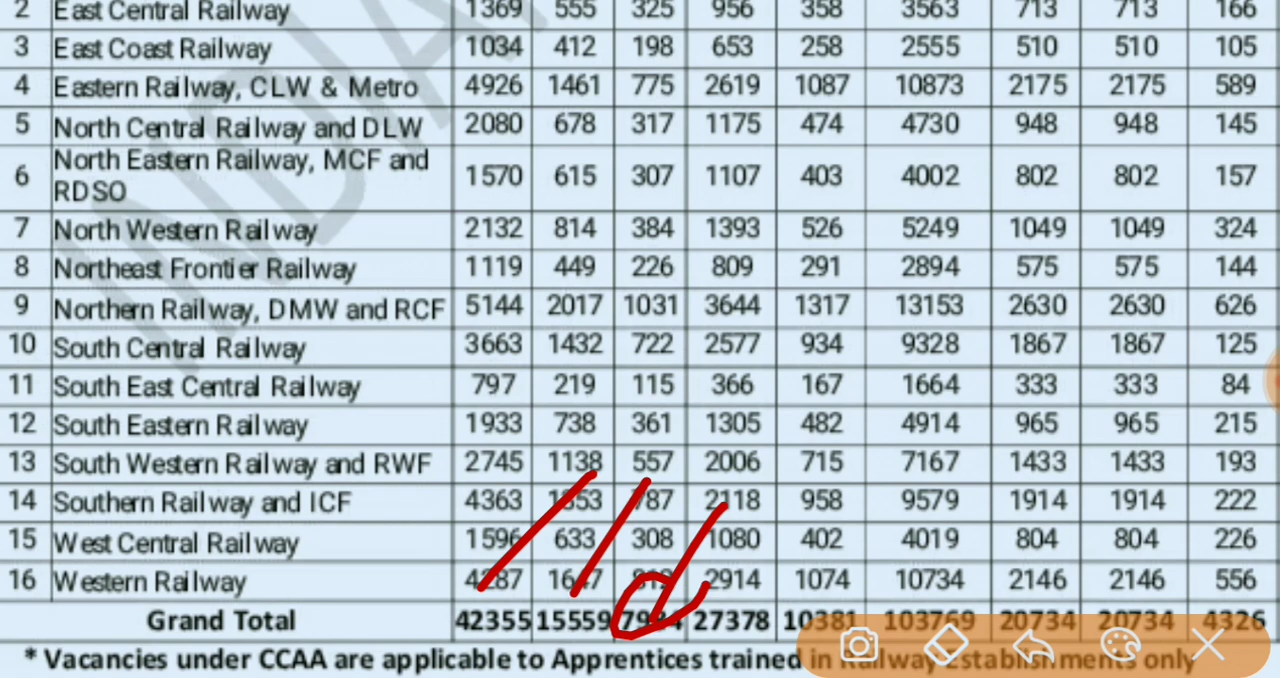 2 East Central Railway 1369 555 325 956 358 3563 713 713 166
3 East Coast Railway 1034 412 198 653 258 2555 510 510 105
4 Eastern Railway, CLW & Metro 4926 1461 775 2619 1087 10873 2175 2175 589
5 North Central Railway and DLW 2080 678 317 1175 474 4730 948 948 145
6 North Eastern Railway, MCF and RDSO 1570 615 307 1107 403 4002 802 802 157
7 North Western Railway 2132 814 384 1393 526 5249 1049 1049 324
8 Northeast Frontier Railway 1119 449 226 809 291 2894 575 575 144
9 Northern Railway, DMW and RCF 5144 2017 1031 3644 1317 13153 2630 2630 626
10 South Central Railway 3663 1432 722 2577 934 9328 1867 1867 125
11 South East Central Railway 797 219 115 366 167 1664 333 333 84
12 South Eastern Railway 1933 738 361 1305 482 4914 965 965 215
13 South Western Railway and RWF 2745 1138 557 2006 715 7167 1433 1433 193
14 Southern Railway and ICF 4363 1353 787 2118 958 9579 1914 1914 222
15 West Central Railway 1596 633 308 1080 402 4019 804 804 226
16 Western Railway 4287 1647 812 2914 1074 10734 2146 2146 556
Grand Total 42355 15559 27378 10381 103769 20734 20734 4326
* Vacancies under CCAA are applicable to Apprentices trained in Railway Establishments only